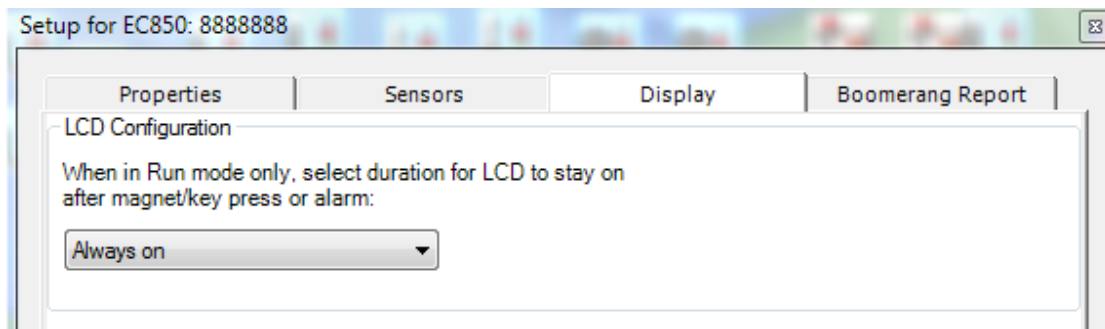 Setup for EC850: 8888888
Properties Sensors Display Boomerang Report
LCD Configuration
When in Run mode only, select duration for LCD to stay on
after magnet/key press or alarm:
Always on